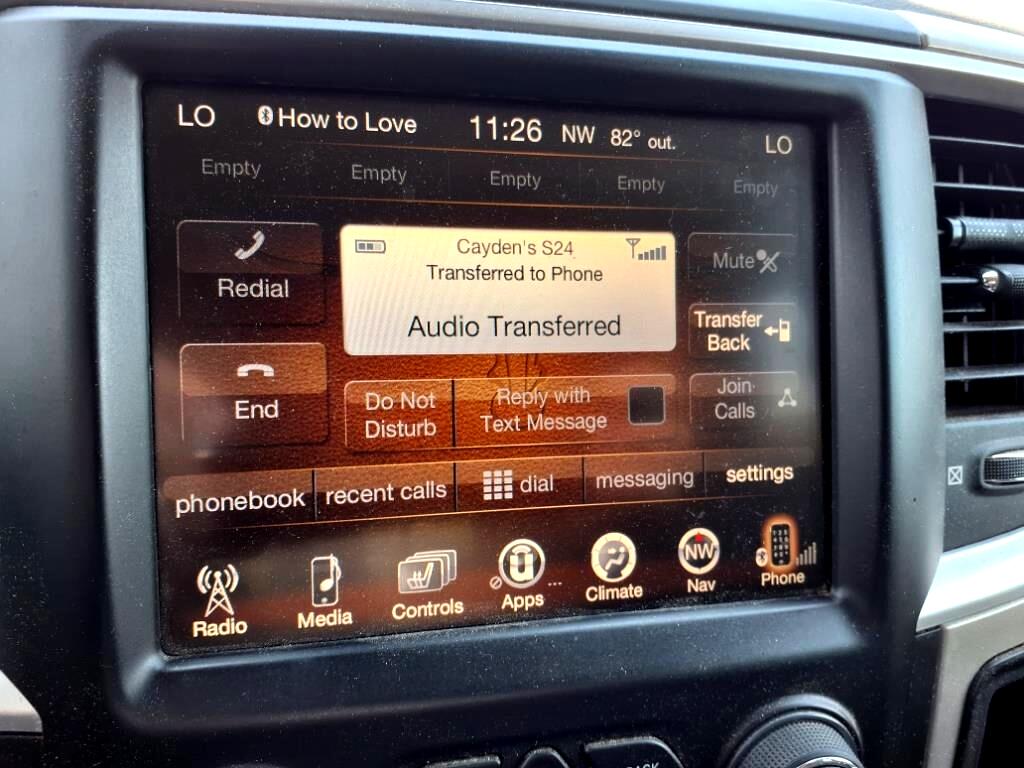 LO How to Love 11:26 NW 82° out. LO
Empty Empty Empty Empty Empty
Redial
Cayden's S24
Transferred to Phone
Audio Transferred
Mute
Transfer
Back
End
Do Not
Disturb
Reply with
Text Message
Join
Calls
phonebook recent calls dial messaging settings
Radio Media Controls Apps Climate NW Nav Phone